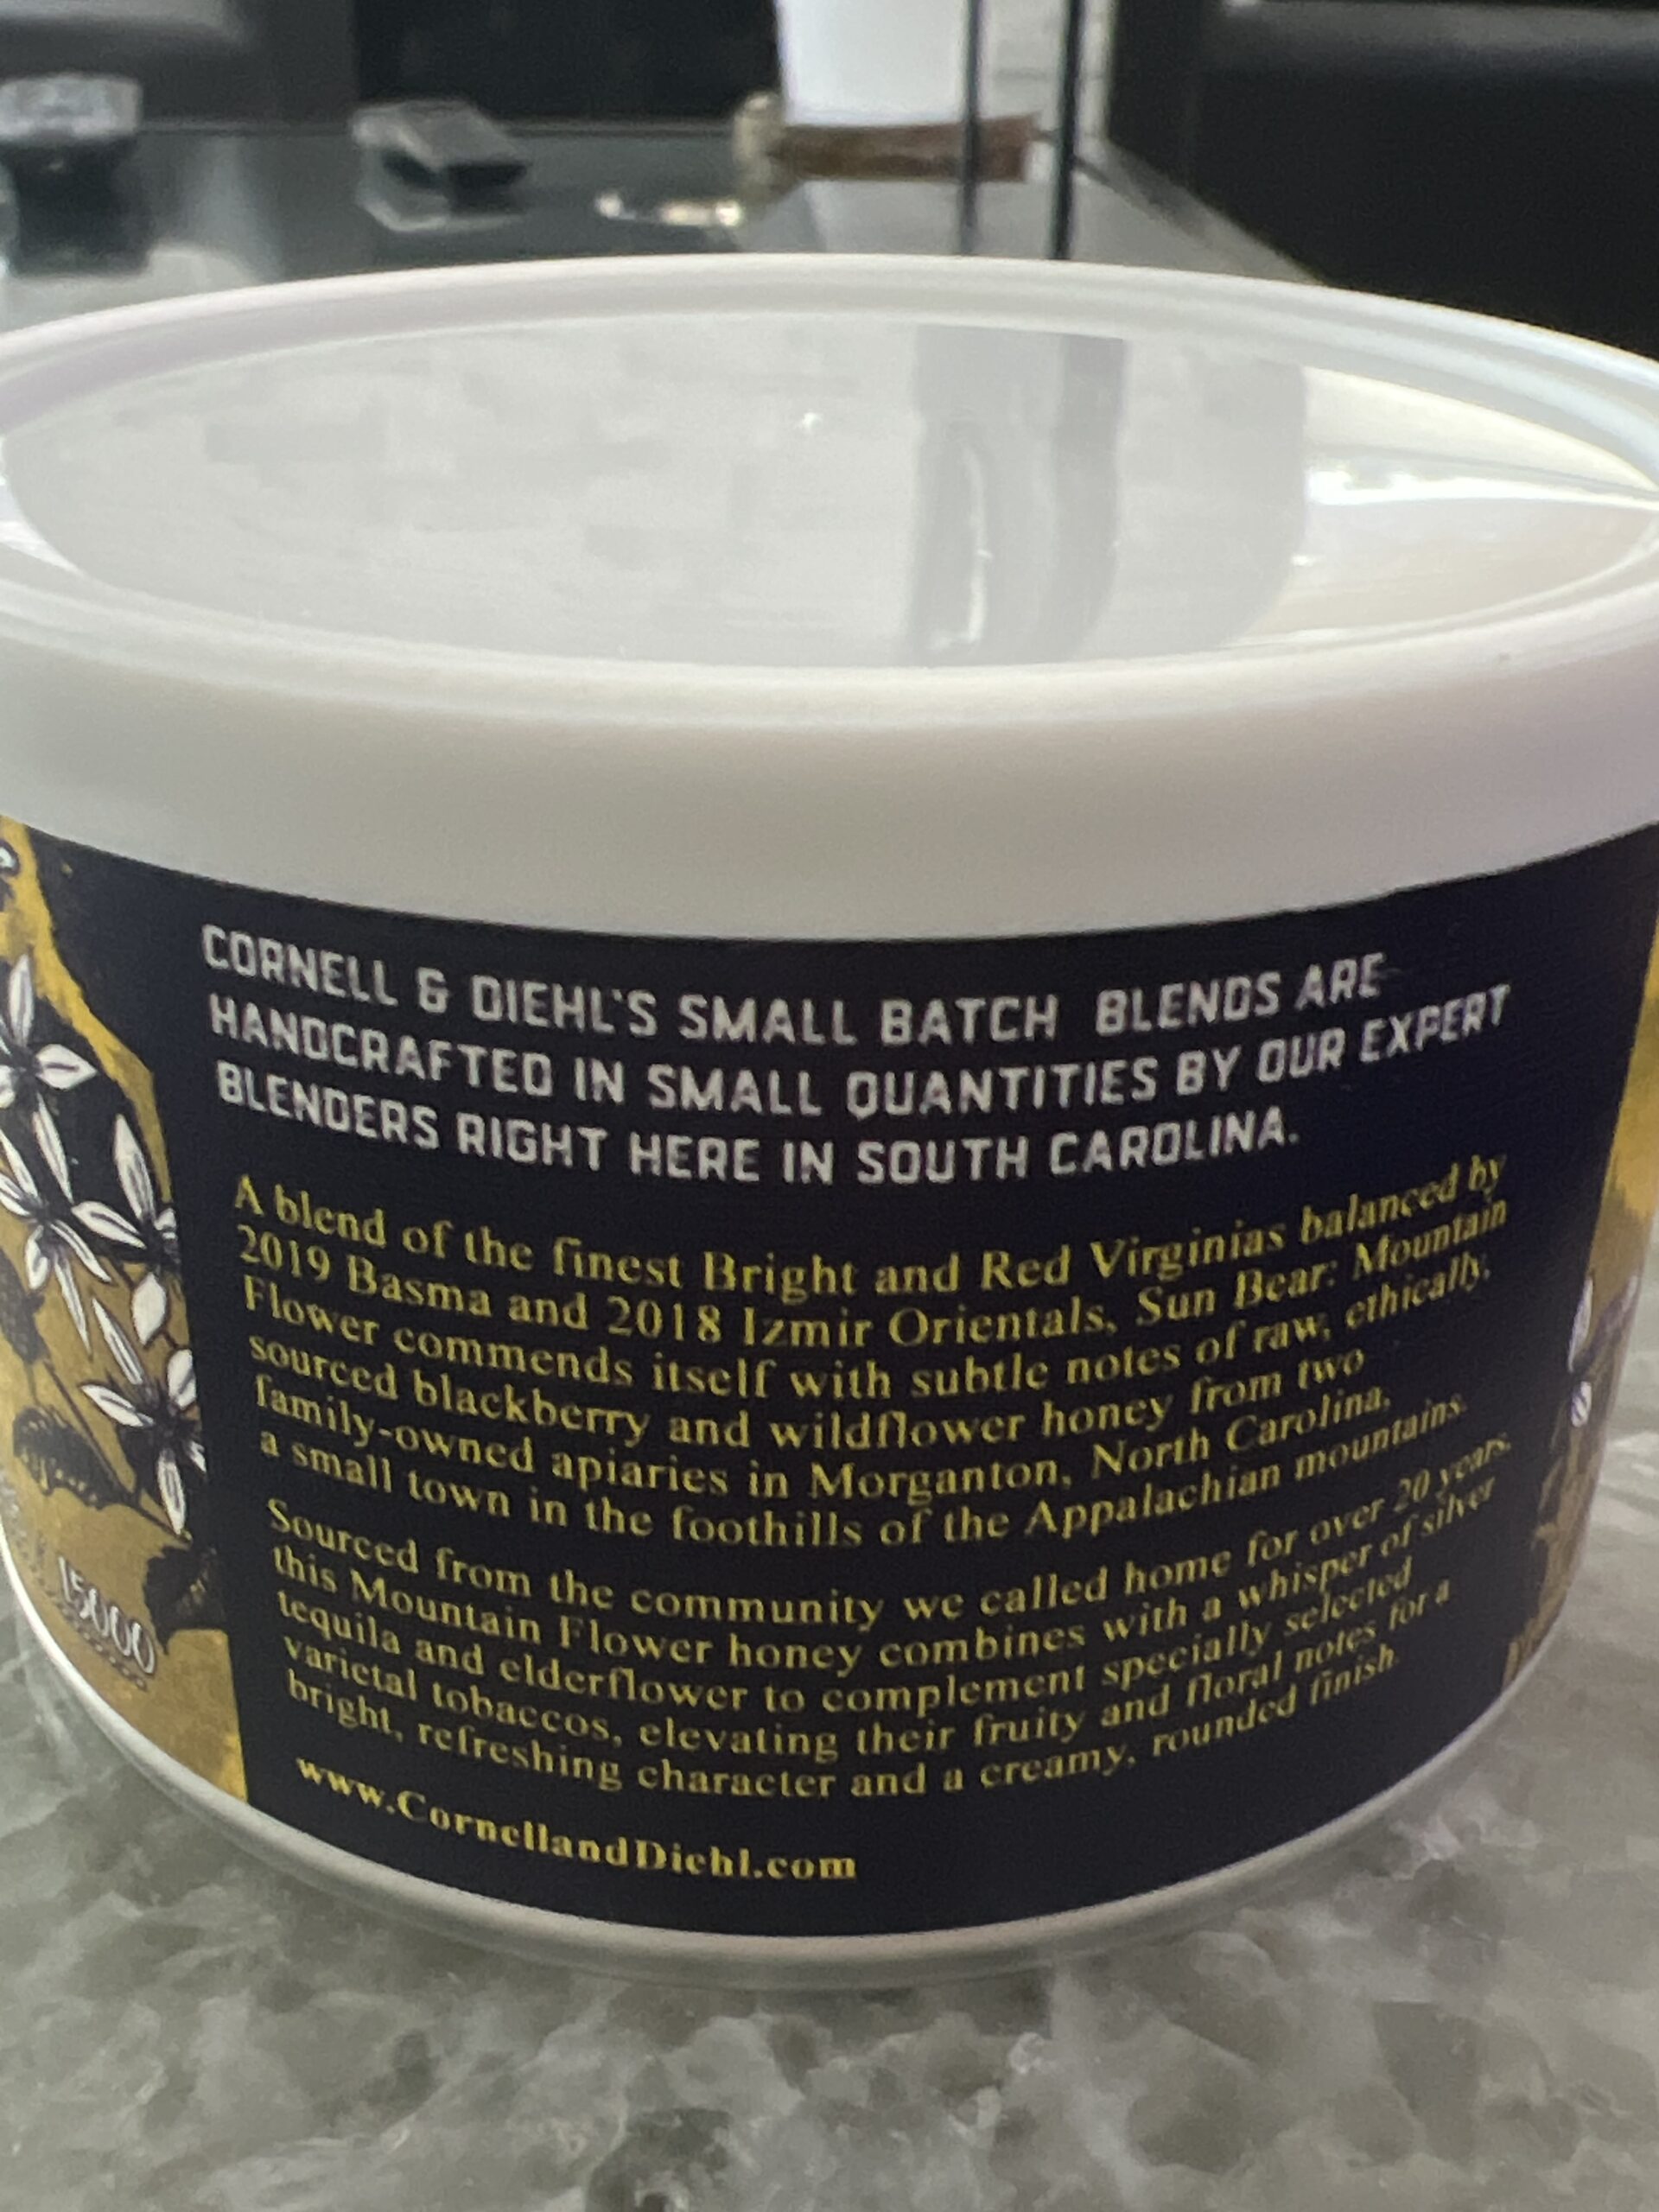 CORNELL & DIEHL'S SMALL BATCH BLENDS ARE
HANDCRAFTED IN SMALL QUANTITIES BY OUR EXPERT
BLENDERS RIGHT HERE IN SOUTH CAROLINA.
A blend of the finest Bright and Red Virginias balanced by
2019 Basma and 2018 Izmir Orientals, Sun Bear: Mountain
Flower commends itself with subtle notes of raw, ethically,
sourced blackberry and wildflower honey from two
family-owned apiaries in Morganton, North Carolina,
a small town in the foothills of the Appalachian mountains.
Sourced from the community we called home for over 20 years,
this Mountain Flower honey combines with a whisper of silver
tequila and elderflower to complement specially selected
varietal tobaccos, elevating their fruity and floral notes for a
bright, refreshing character and a creamy, rounded finish.
www.CornellandDiehl.com
15000